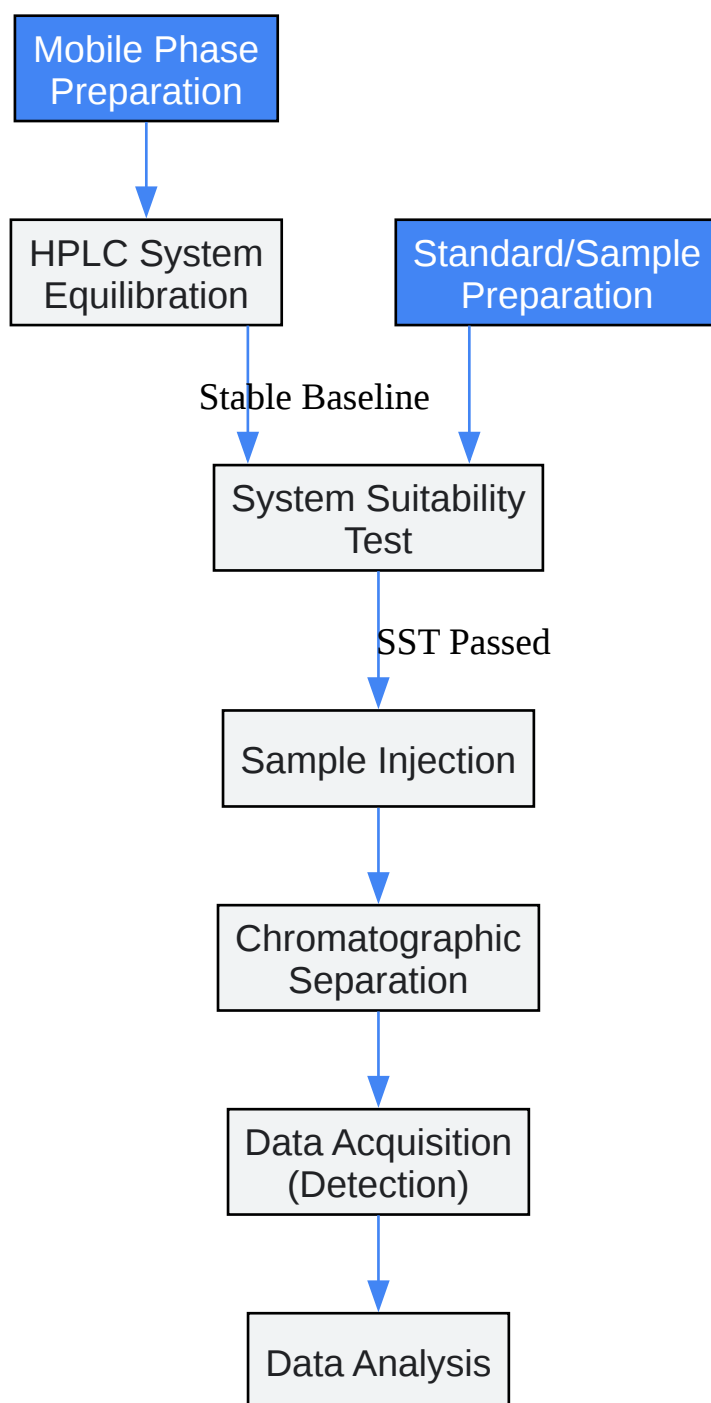 Mobile Phase
Preparation
HPLC System
Equilibration
Standard/Sample
Preparation
Stable Baseline
System Suitability
Test
SST Passed
Sample Injection
Chromatographic
Separation
Data Acquisition
(Detection)
Data Analysis